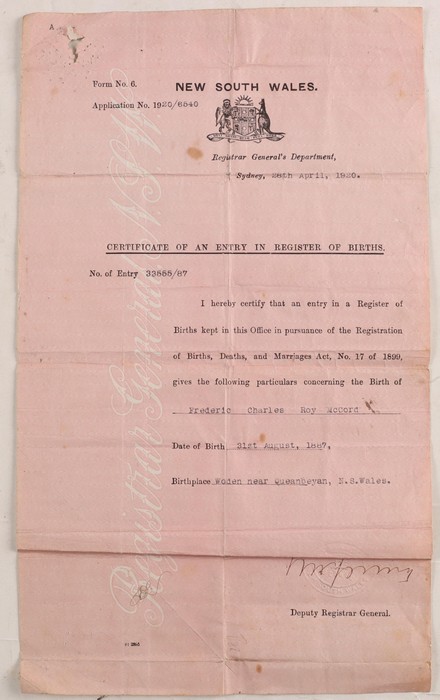 A
Form No. 6.
NEW SOUTH WALES.
Application No. 1920/6540
Registrar General's Department,
Sydney, 28th April, 1920.
CERTIFICATE OF AN ENTRY IN REGISTER OF BIRTHS.
No. of Entry 33865/87
I hereby certify that an entry in a Register of
Births kept in this Office in pursuance of the Registration
of Births, Deaths, and Marriages Act, No. 17 of 1899,
gives the following particulars concerning the Birth of
Frederic Charles Roy McCord
Date of Birth 31st August, 1887,
Birthplace Woden near Queanbeyan, N.S.Wales.
Deputy Registrar General.
Registrar General N.S.W